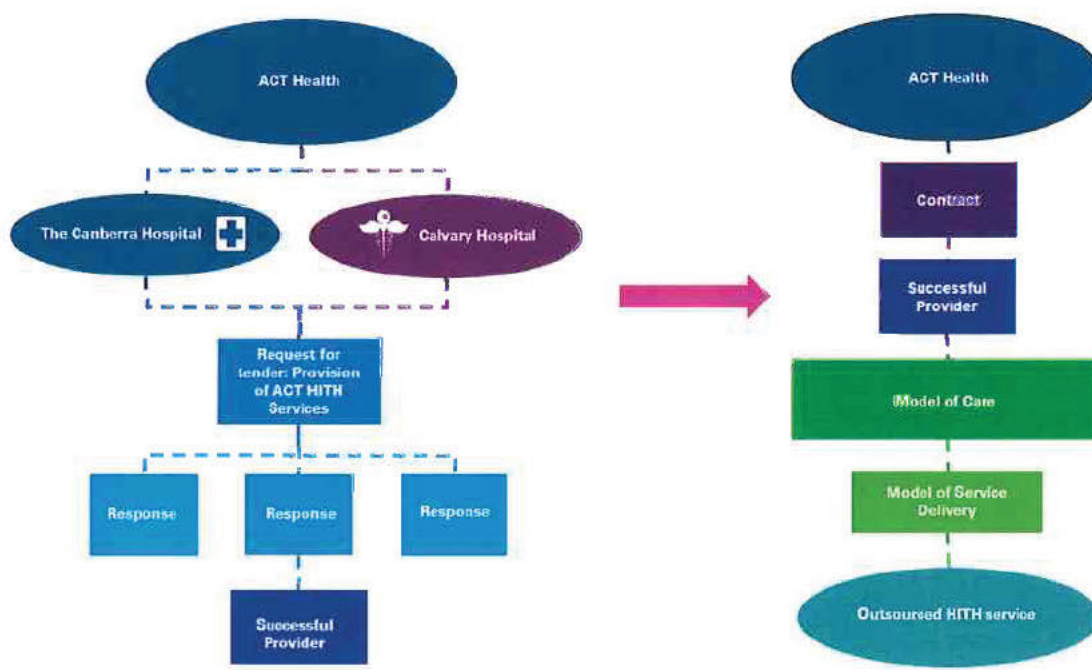 ACT Health
The Canberra Hospital
Calvary Hospital
Request for
tender: Provision
of ACT HITH
Services
Response
Response
Response
Successful
Provider
ACT Health
Contract
Successful
Provider
Model of Care
Model of Service
Delivery
Outsourced HITH service